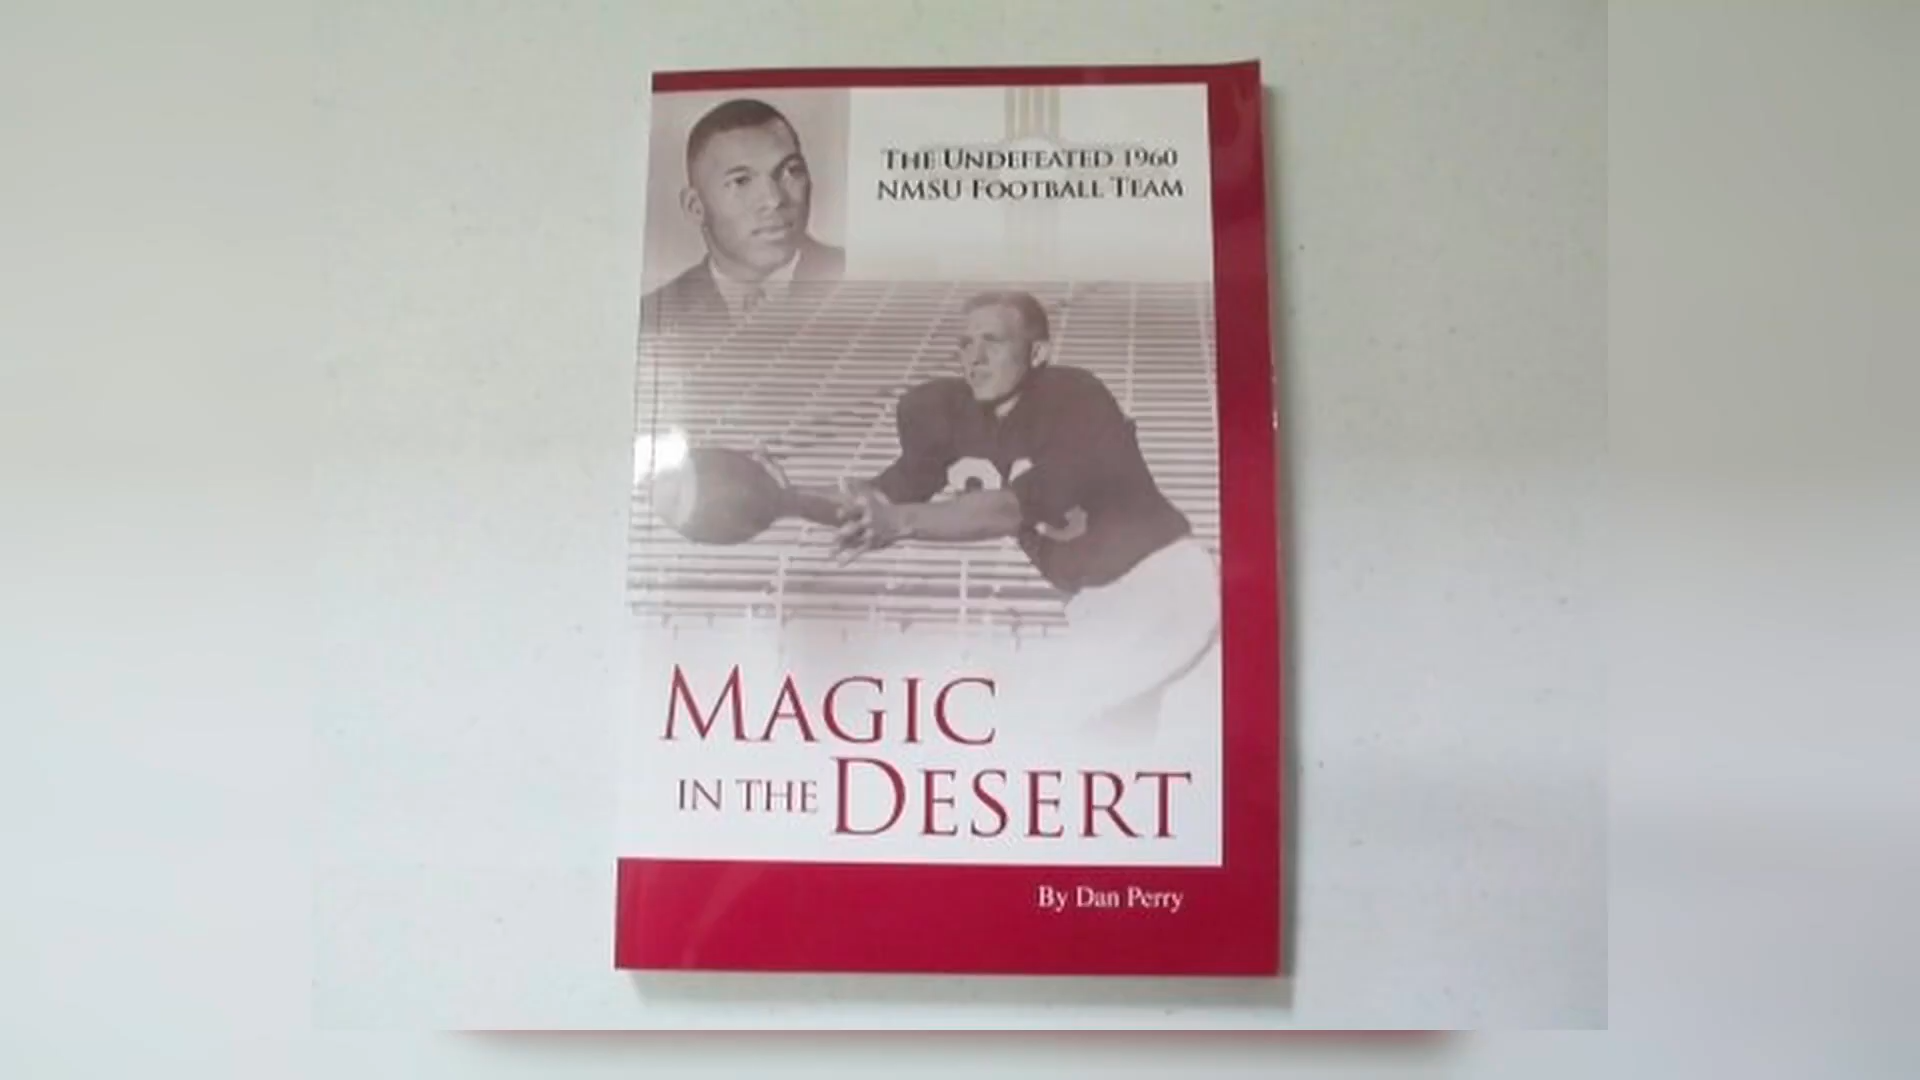 THE UNDEFEATED 1960
NMSU FOOTBALL TEAM
MAGIC
IN THE DESERT
By Dan Perry